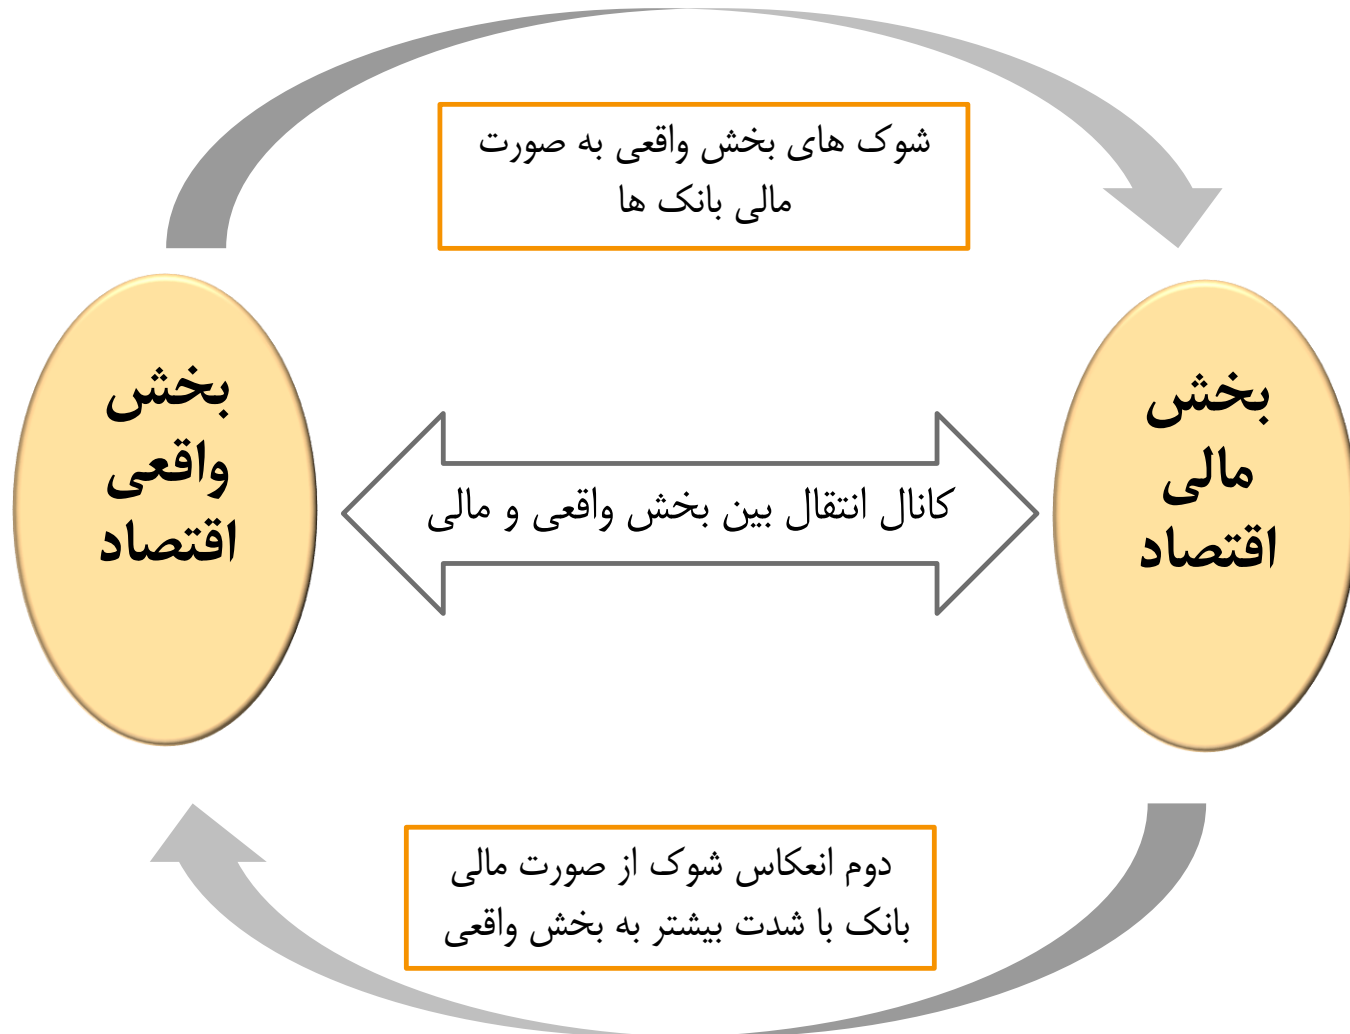 شوک های بخش واقعی به صورت
مالی بانک ها
بخش
مالی
اقتصاد
کانال انتقال بین بخش واقعی و مالی
بخش
واقعی
اقتصاد
دوم انعکاس شوک از صورت مالی
بانک با شدت بیشتر به بخش واقعی